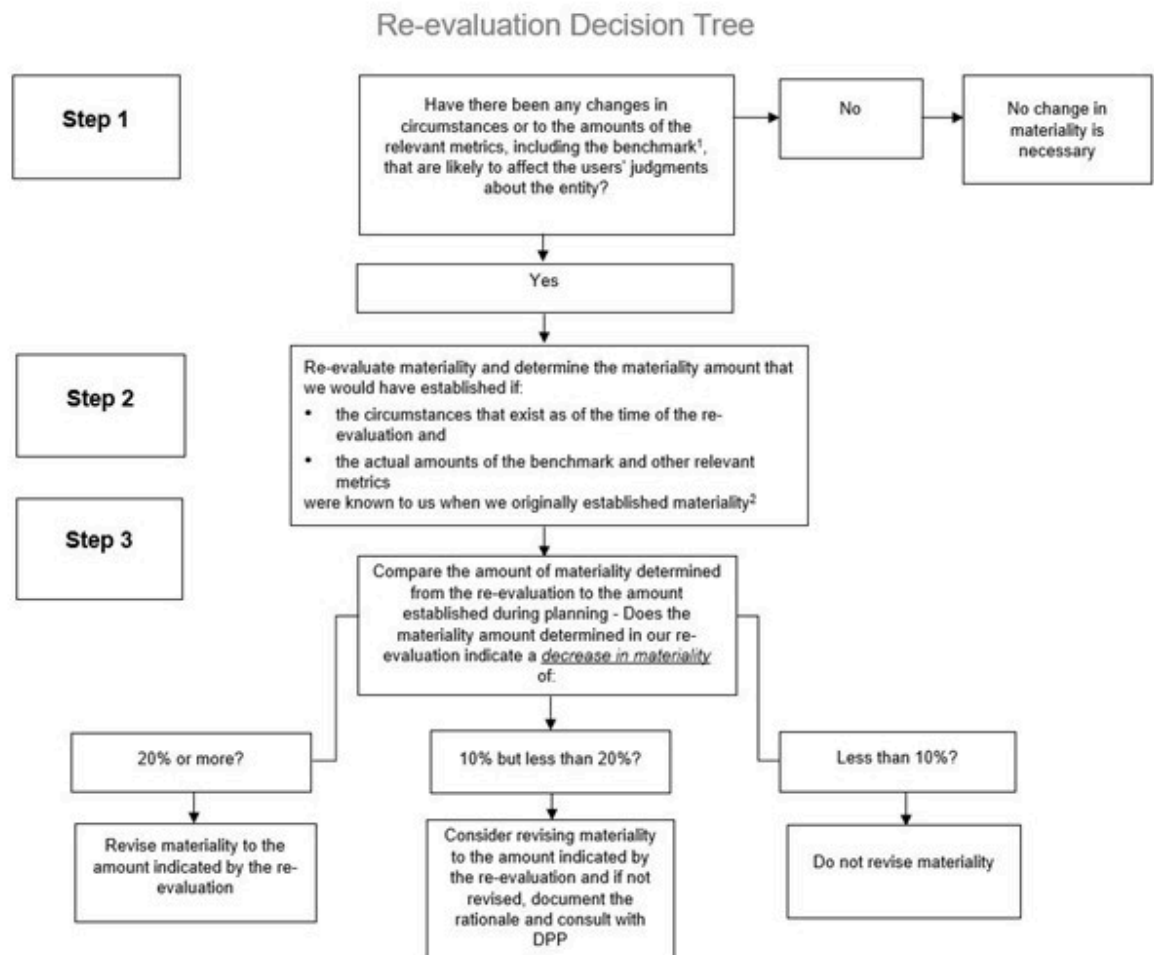 Re-evaluation Decision Tree
Step 1
Have there been any changes in
circumstances or to the amounts of the
relevant metrics, including the benchmark¹,
that are likely to affect the users' judgments
about the entity?
No
No change in
materiality is
necessary
Yes
Step 2
Re-evaluate materiality and determine the materiality amount that
we would have established if:
• the circumstances that exist as of the time of the re-
evaluation and
• the actual amounts of the benchmark and other relevant
metrics
were known to us when we originally established materiality²
Step 3
Compare the amount of materiality determined
from the re-evaluation to the amount
established during planning - Does the
materiality amount determined in our re-
evaluation indicate a decrease in materiality
of:
20% or more?
10% but less than 20%?
Less than 10%?
Revise materiality to the
amount indicated by the re-
evaluation
Consider revising materiality
to the amount indicated by
the re-evaluation and if not
revised, document the
rationale and consult with
DPP
Do not revise materiality